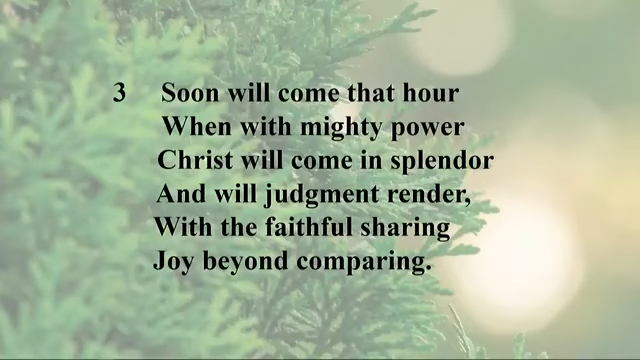 3 Soon will come that hour
When with mighty power
Christ will come in splendor
And will judgment render,
With the faithful sharing
Joy beyond comparing.